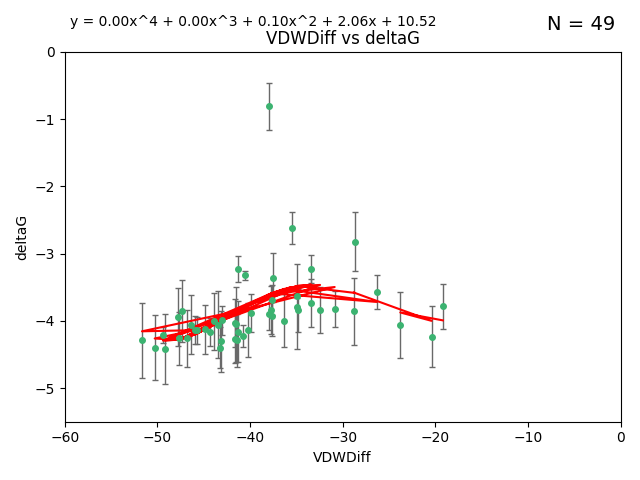 y = 0.00x^4 + 0.00x^3 + 0.10x^2 + 2.06x + 10.52
N = 49
VDWDiff vs deltaG
0
−1
−2
−3
−4
−5
deltaG
−60 −50 −40 −30 −20 −10 0
VDWDiff